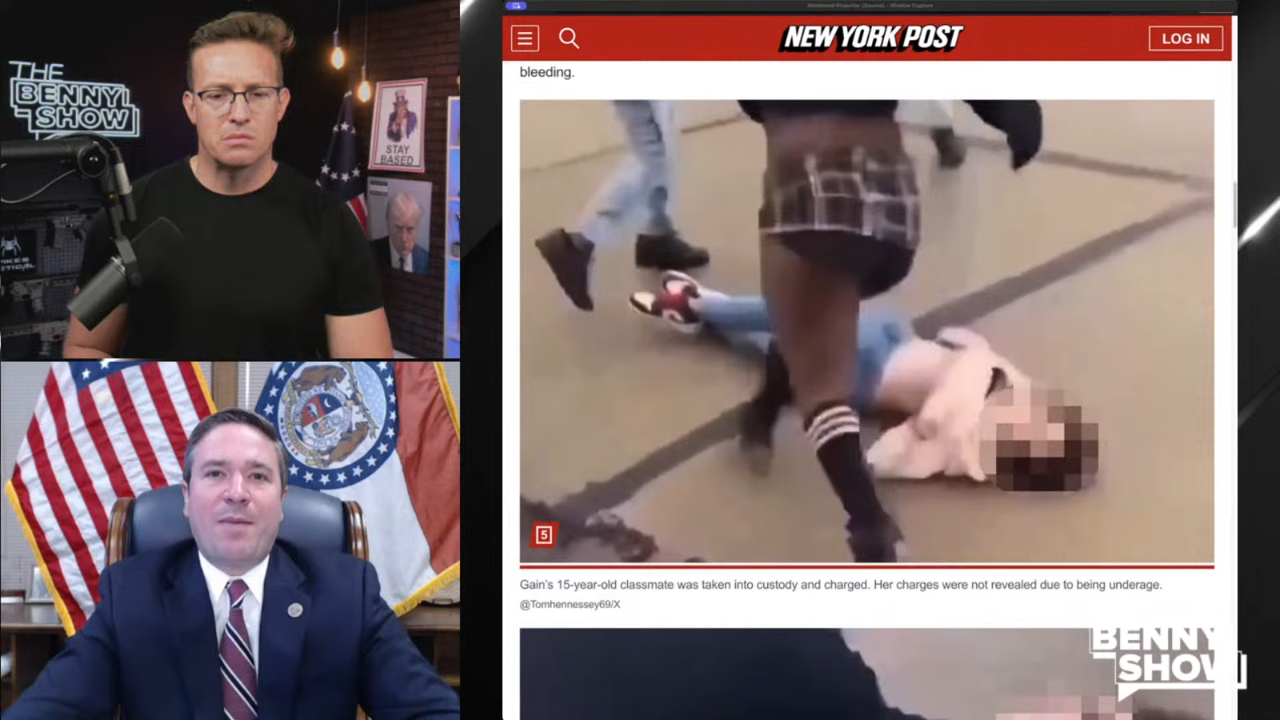 THE
BENNY
SHOW
STAY
BASED
NEW YORK POST
LOG IN
bleeding.
5
Gain's 15-year-old classmate was taken into custody and charged. Her charges were not revealed due to being underage.
@Tomhennessey69/X
BENNY
SHOW